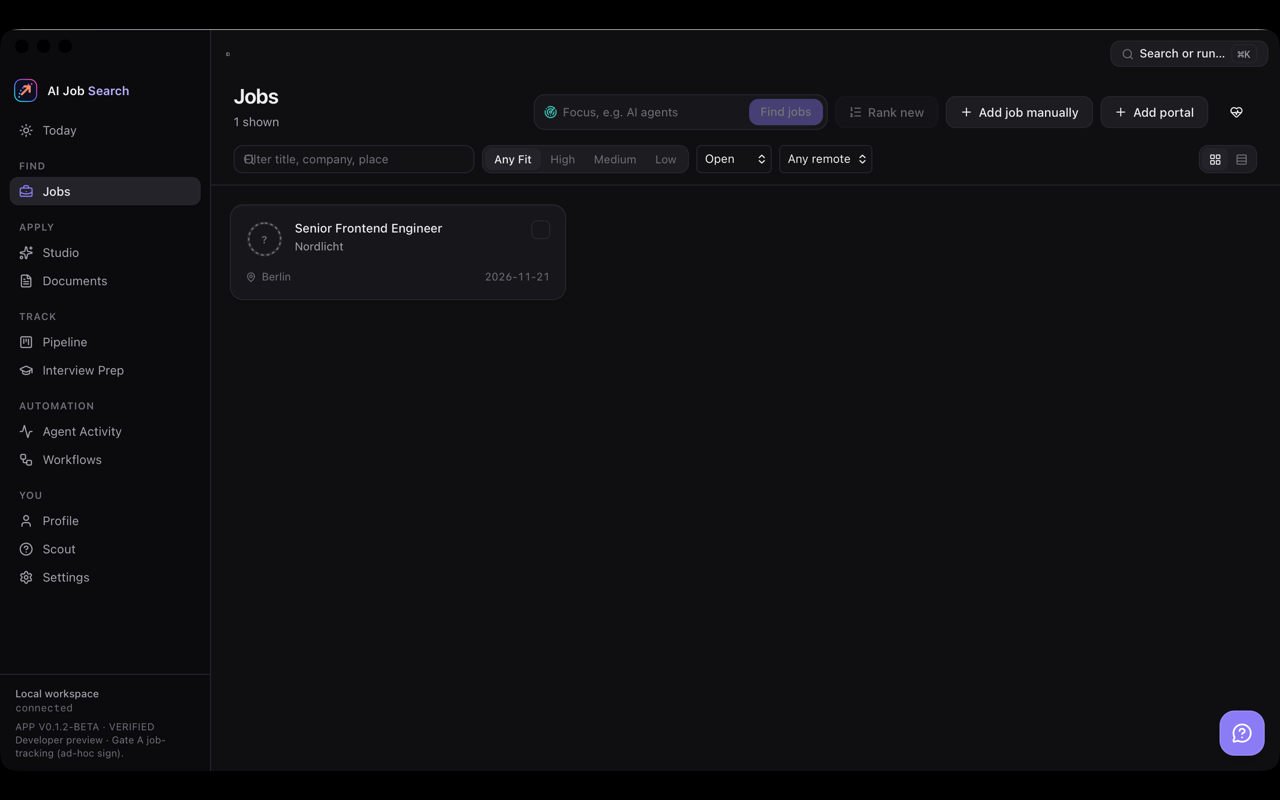 Search or run... ⌘K
AI Job Search
Today
FIND
Jobs
APPLY
Studio
Documents
TRACK
Pipeline
Interview Prep
AUTOMATION
Agent Activity
Workflows
YOU
Profile
Scout
Settings
Local workspace
connected
APP V0.1.2-BETA · VERIFIED
Developer preview · Gate A job-
tracking (ad-hoc sign).
Jobs
1 shown
Focus, e.g. AI agents
Find jobs
Rank new
+ Add job manually
+ Add portal
Filter title, company, place
Any Fit High Medium Low
Open
Any remote
?
Senior Frontend Engineer
Nordlicht
Berlin
2026-11-21